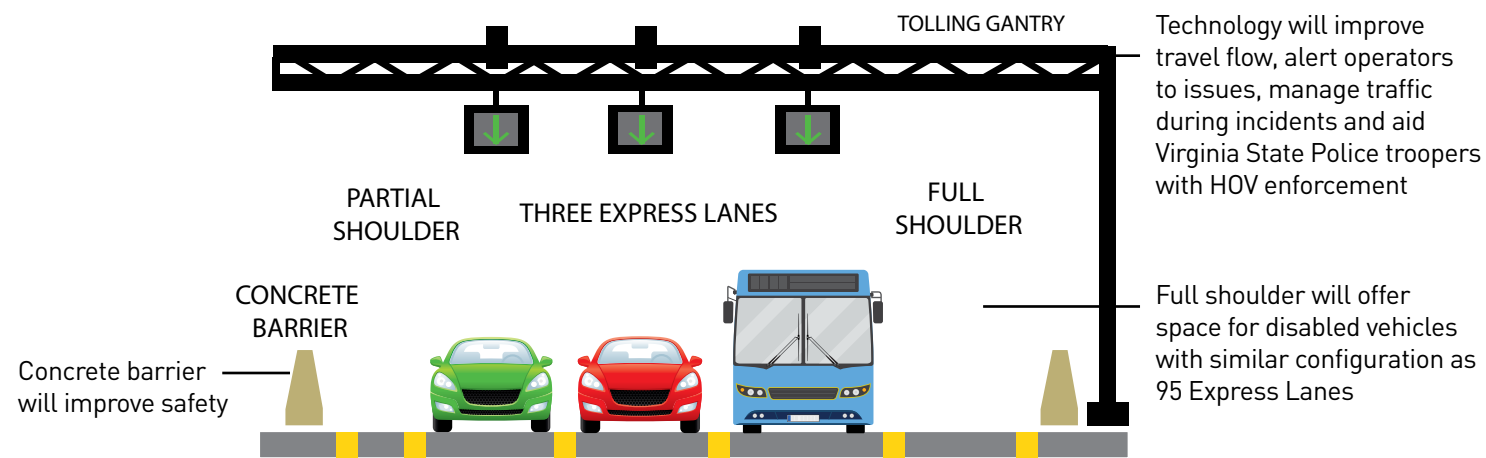 TOLLING GANTRY
Technology will improve
travel flow, alert operators
to issues, manage traffic
during incidents and aid
Virginia State Police troopers
with HOV enforcement
PARTIAL
SHOULDER
THREE EXPRESS LANES
FULL
SHOULDER
CONCRETE
BARRIER
Concrete barrier
will improve safety
Full shoulder will offer
space for disabled vehicles
with similar configuration as
95 Express Lanes